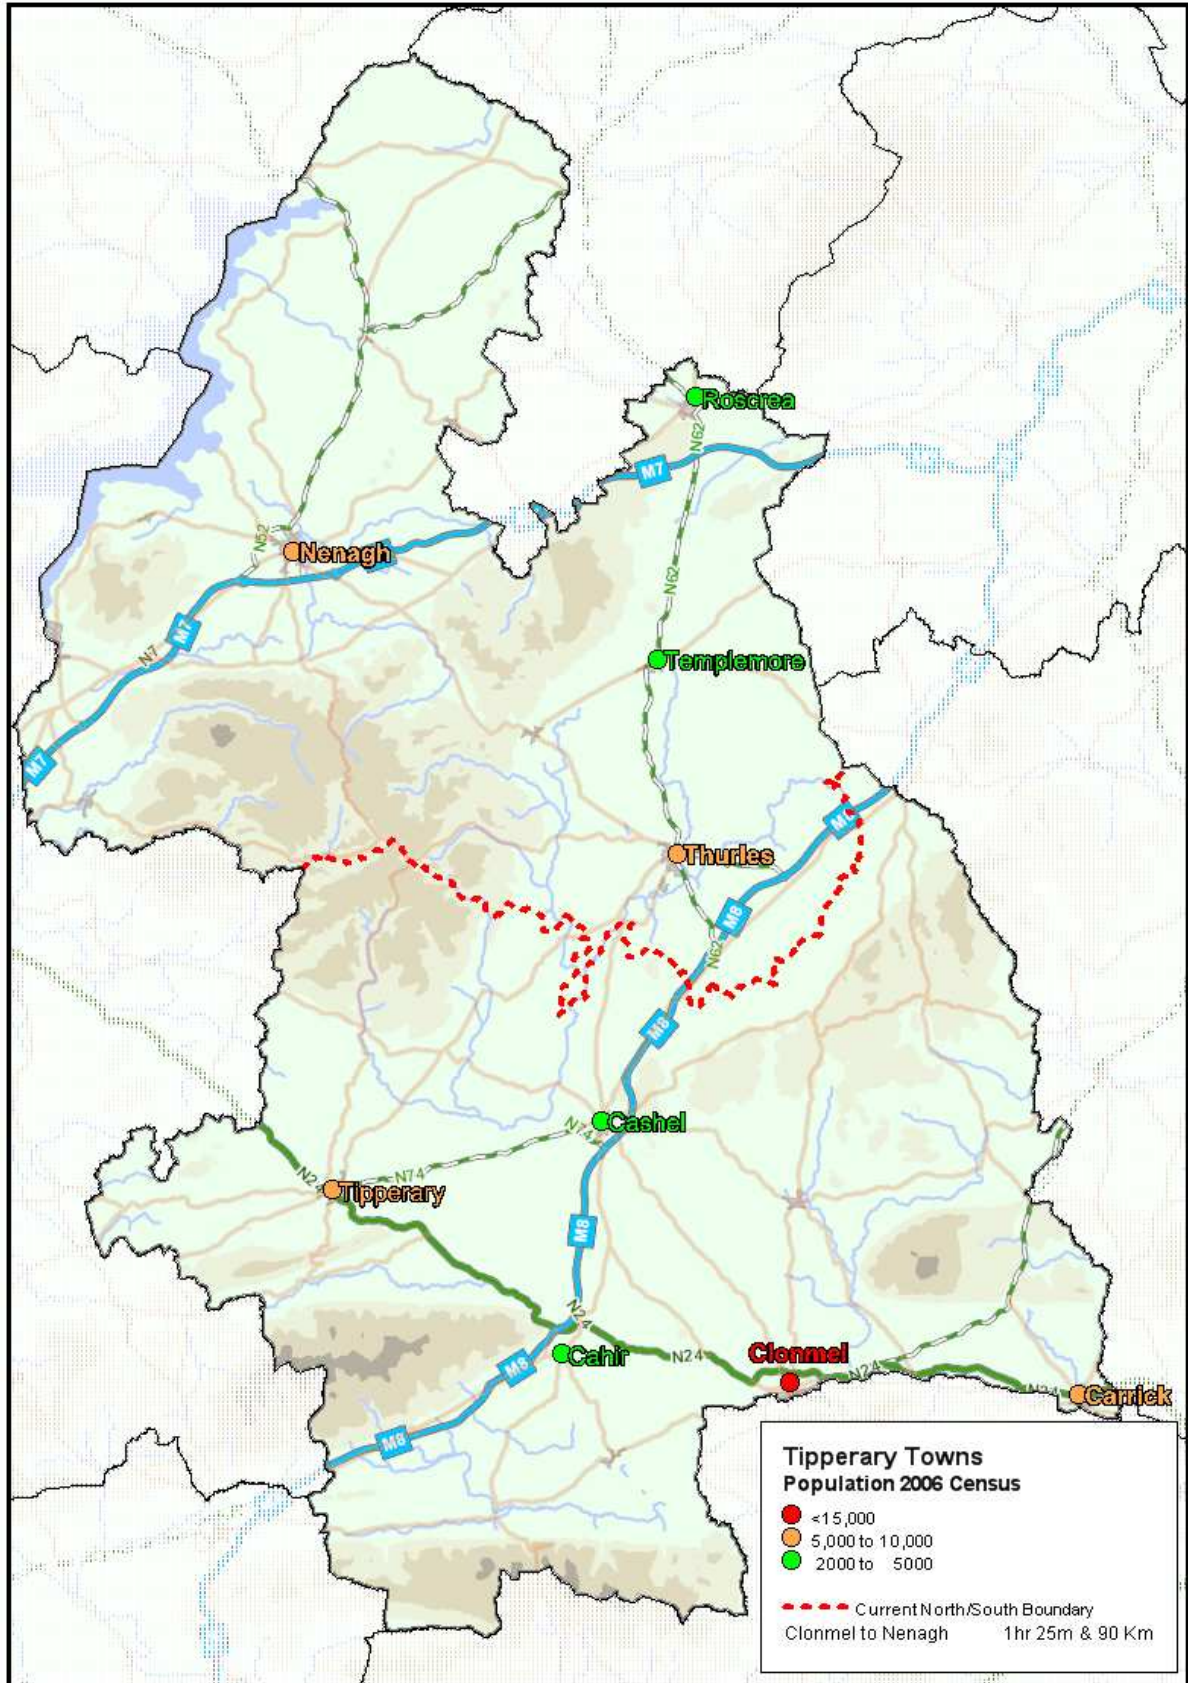 Roscrea
N62
M7
N52
Nenagh
N62
M7
N7
Templemore
M7
Thurles
M8
N62
M8
Cashel
N74
N74
N24
Tipperary
M8
N24
Cahir
N24
Clonmel
N24
M8
N24
Carrick
M8
Tipperary Towns
Population 2006 Census
<15,000
5,000 to 10,000
2000 to 5000
Current North/South Boundary
Clonmel to Nenagh 1hr 25m & 90 Km